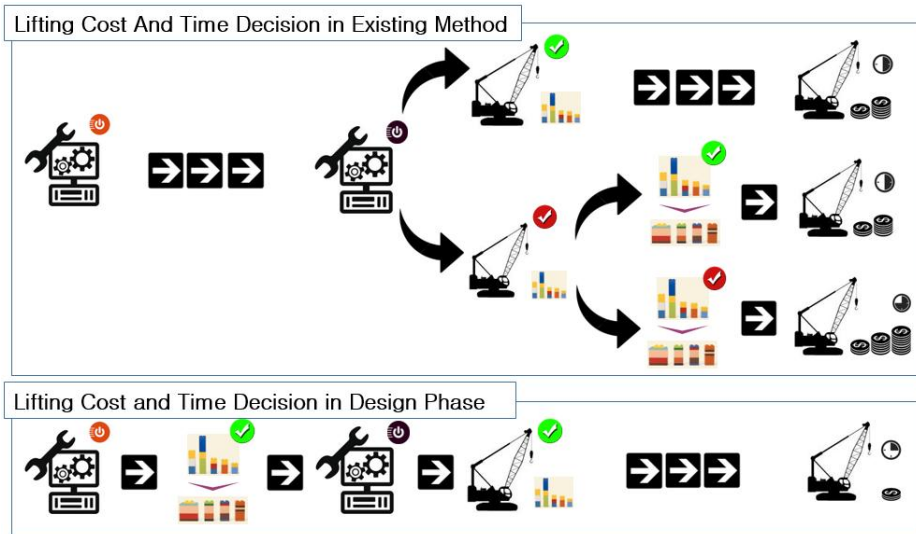 Lifting Cost And Time Decision in Existing Method
Lifting Cost and Time Decision in Design Phase